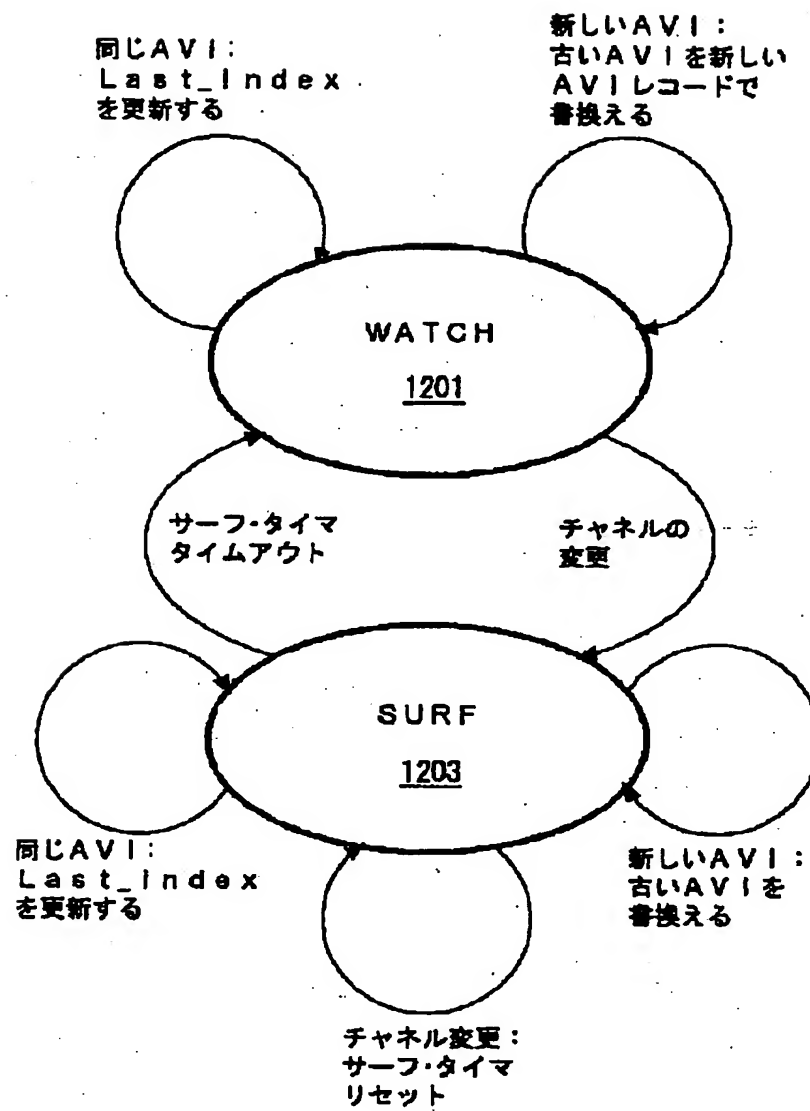 同じAVI:
Last_Index
を更新する
新しいAVI:
古いAVIを新しい
AVIレコードで
書換える
WATCH
1201
サーフ・タイマ
タイムアウト
チャネルの
変更
SURF
1203
同じAVI:
Last_Index
を更新する
新しいAVI:
古いAVIを
書換える
チャネル変更:
サーフ・タイマ
リセット